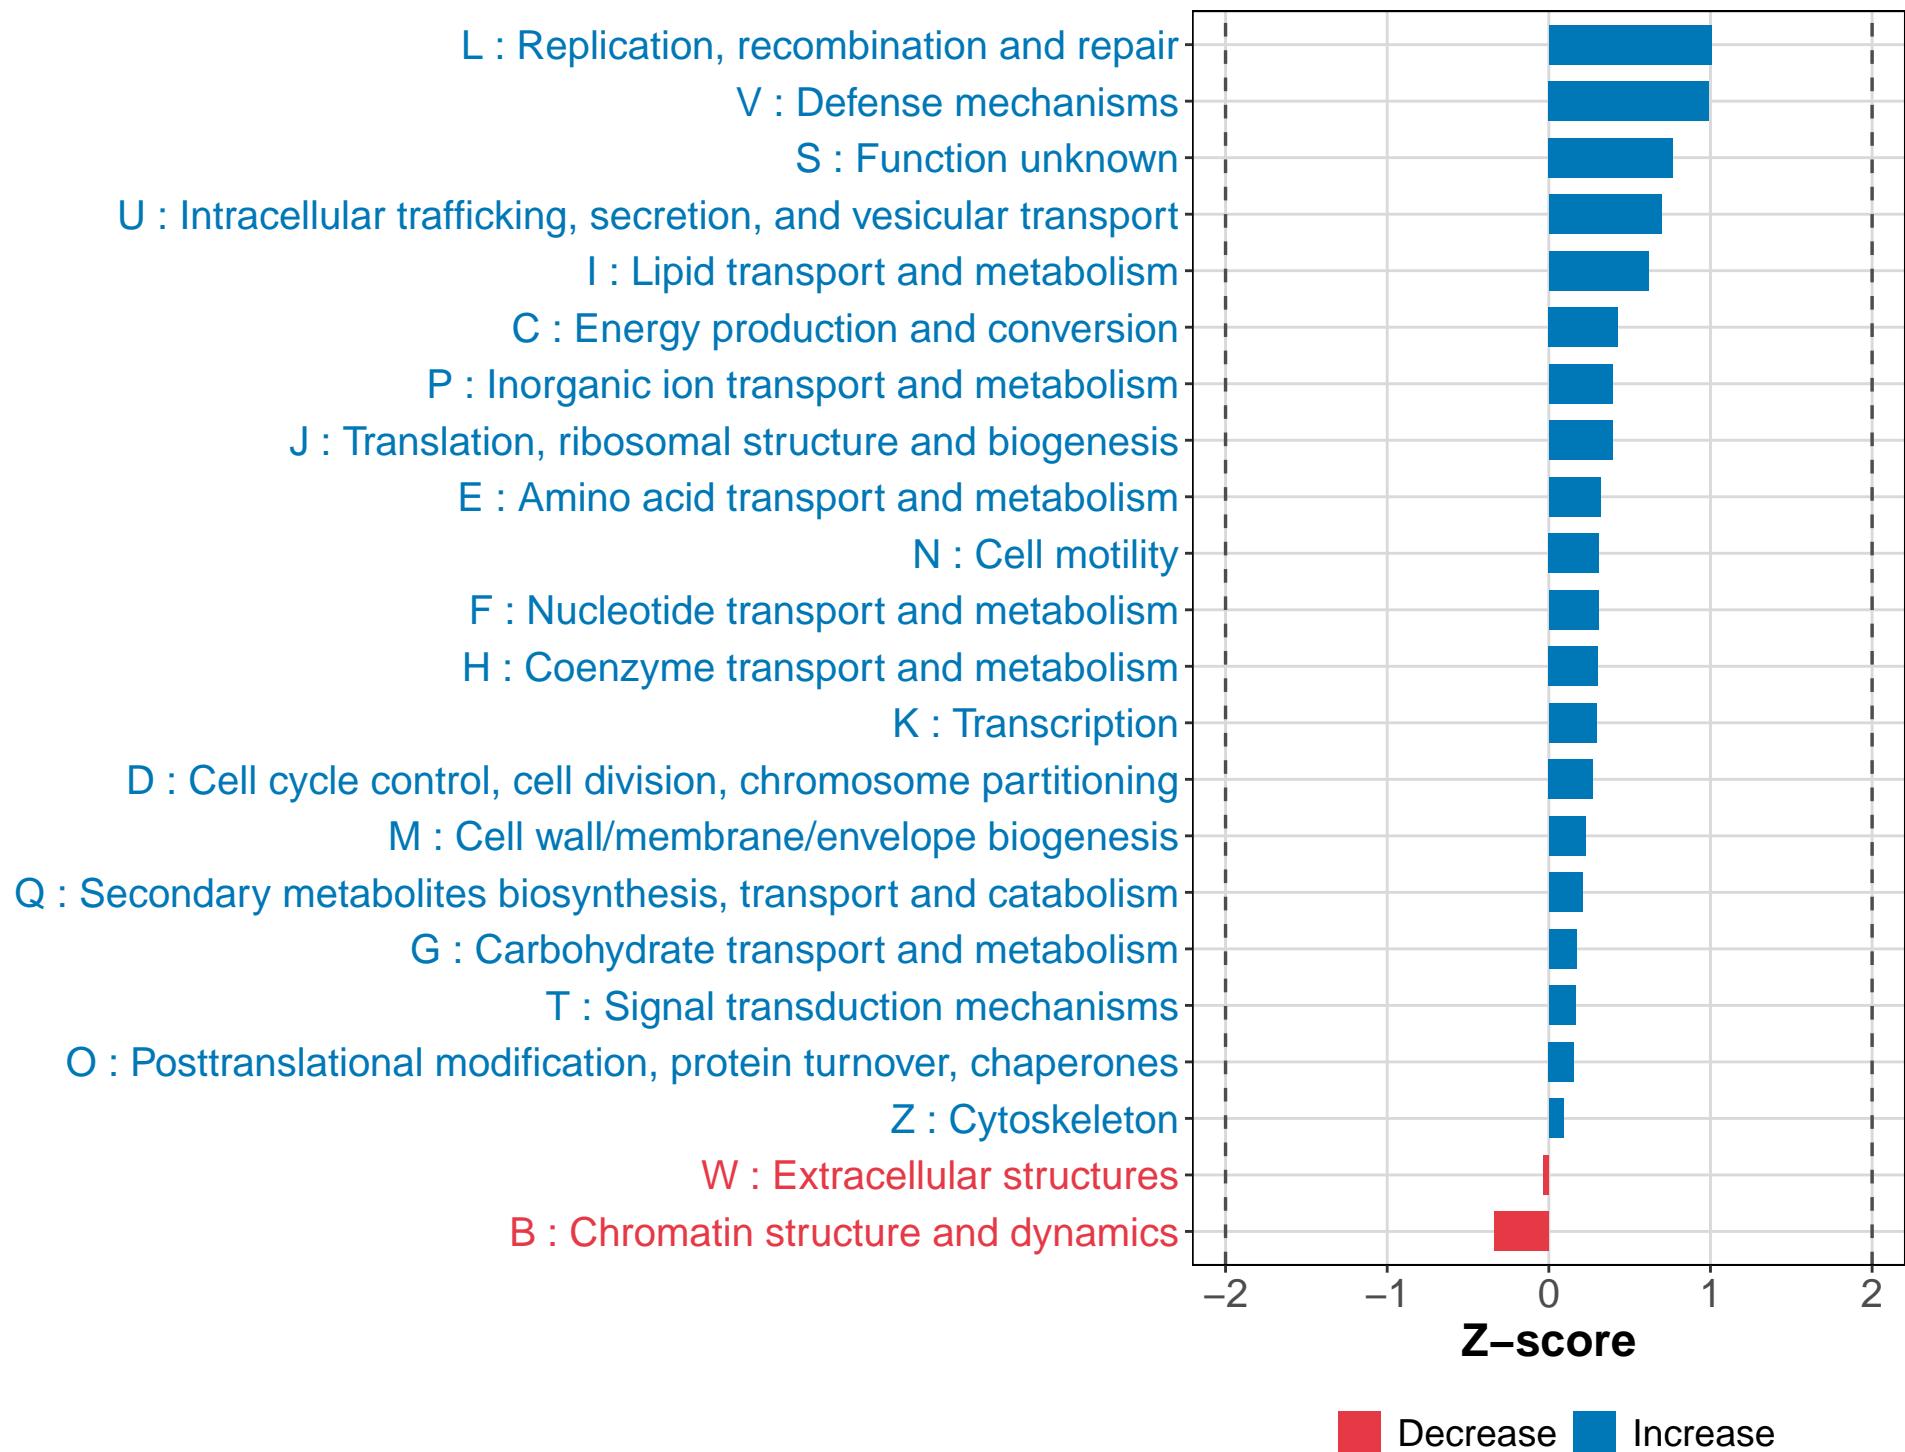 L : Replication, recombination and repair
V : Defense mechanisms
S : Function unknown
U : Intracellular trafficking, secretion, and vesicular transport
I : Lipid transport and metabolism
C : Energy production and conversion
P : Inorganic ion transport and metabolism
J : Translation, ribosomal structure and biogenesis
E : Amino acid transport and metabolism
N : Cell motility
F : Nucleotide transport and metabolism
H : Coenzyme transport and metabolism
K : Transcription
D : Cell cycle control, cell division, chromosome partitioning
M : Cell wall/membrane/envelope biogenesis
Q : Secondary metabolites biosynthesis, transport and catabolism
G : Carbohydrate transport and metabolism
T : Signal transduction mechanisms
O : Posttranslational modification, protein turnover, chaperones
Z : Cytoskeleton
W : Extracellular structures
B : Chromatin structure and dynamics
−2 −1 0 1 2
Z−score
Decrease Increase